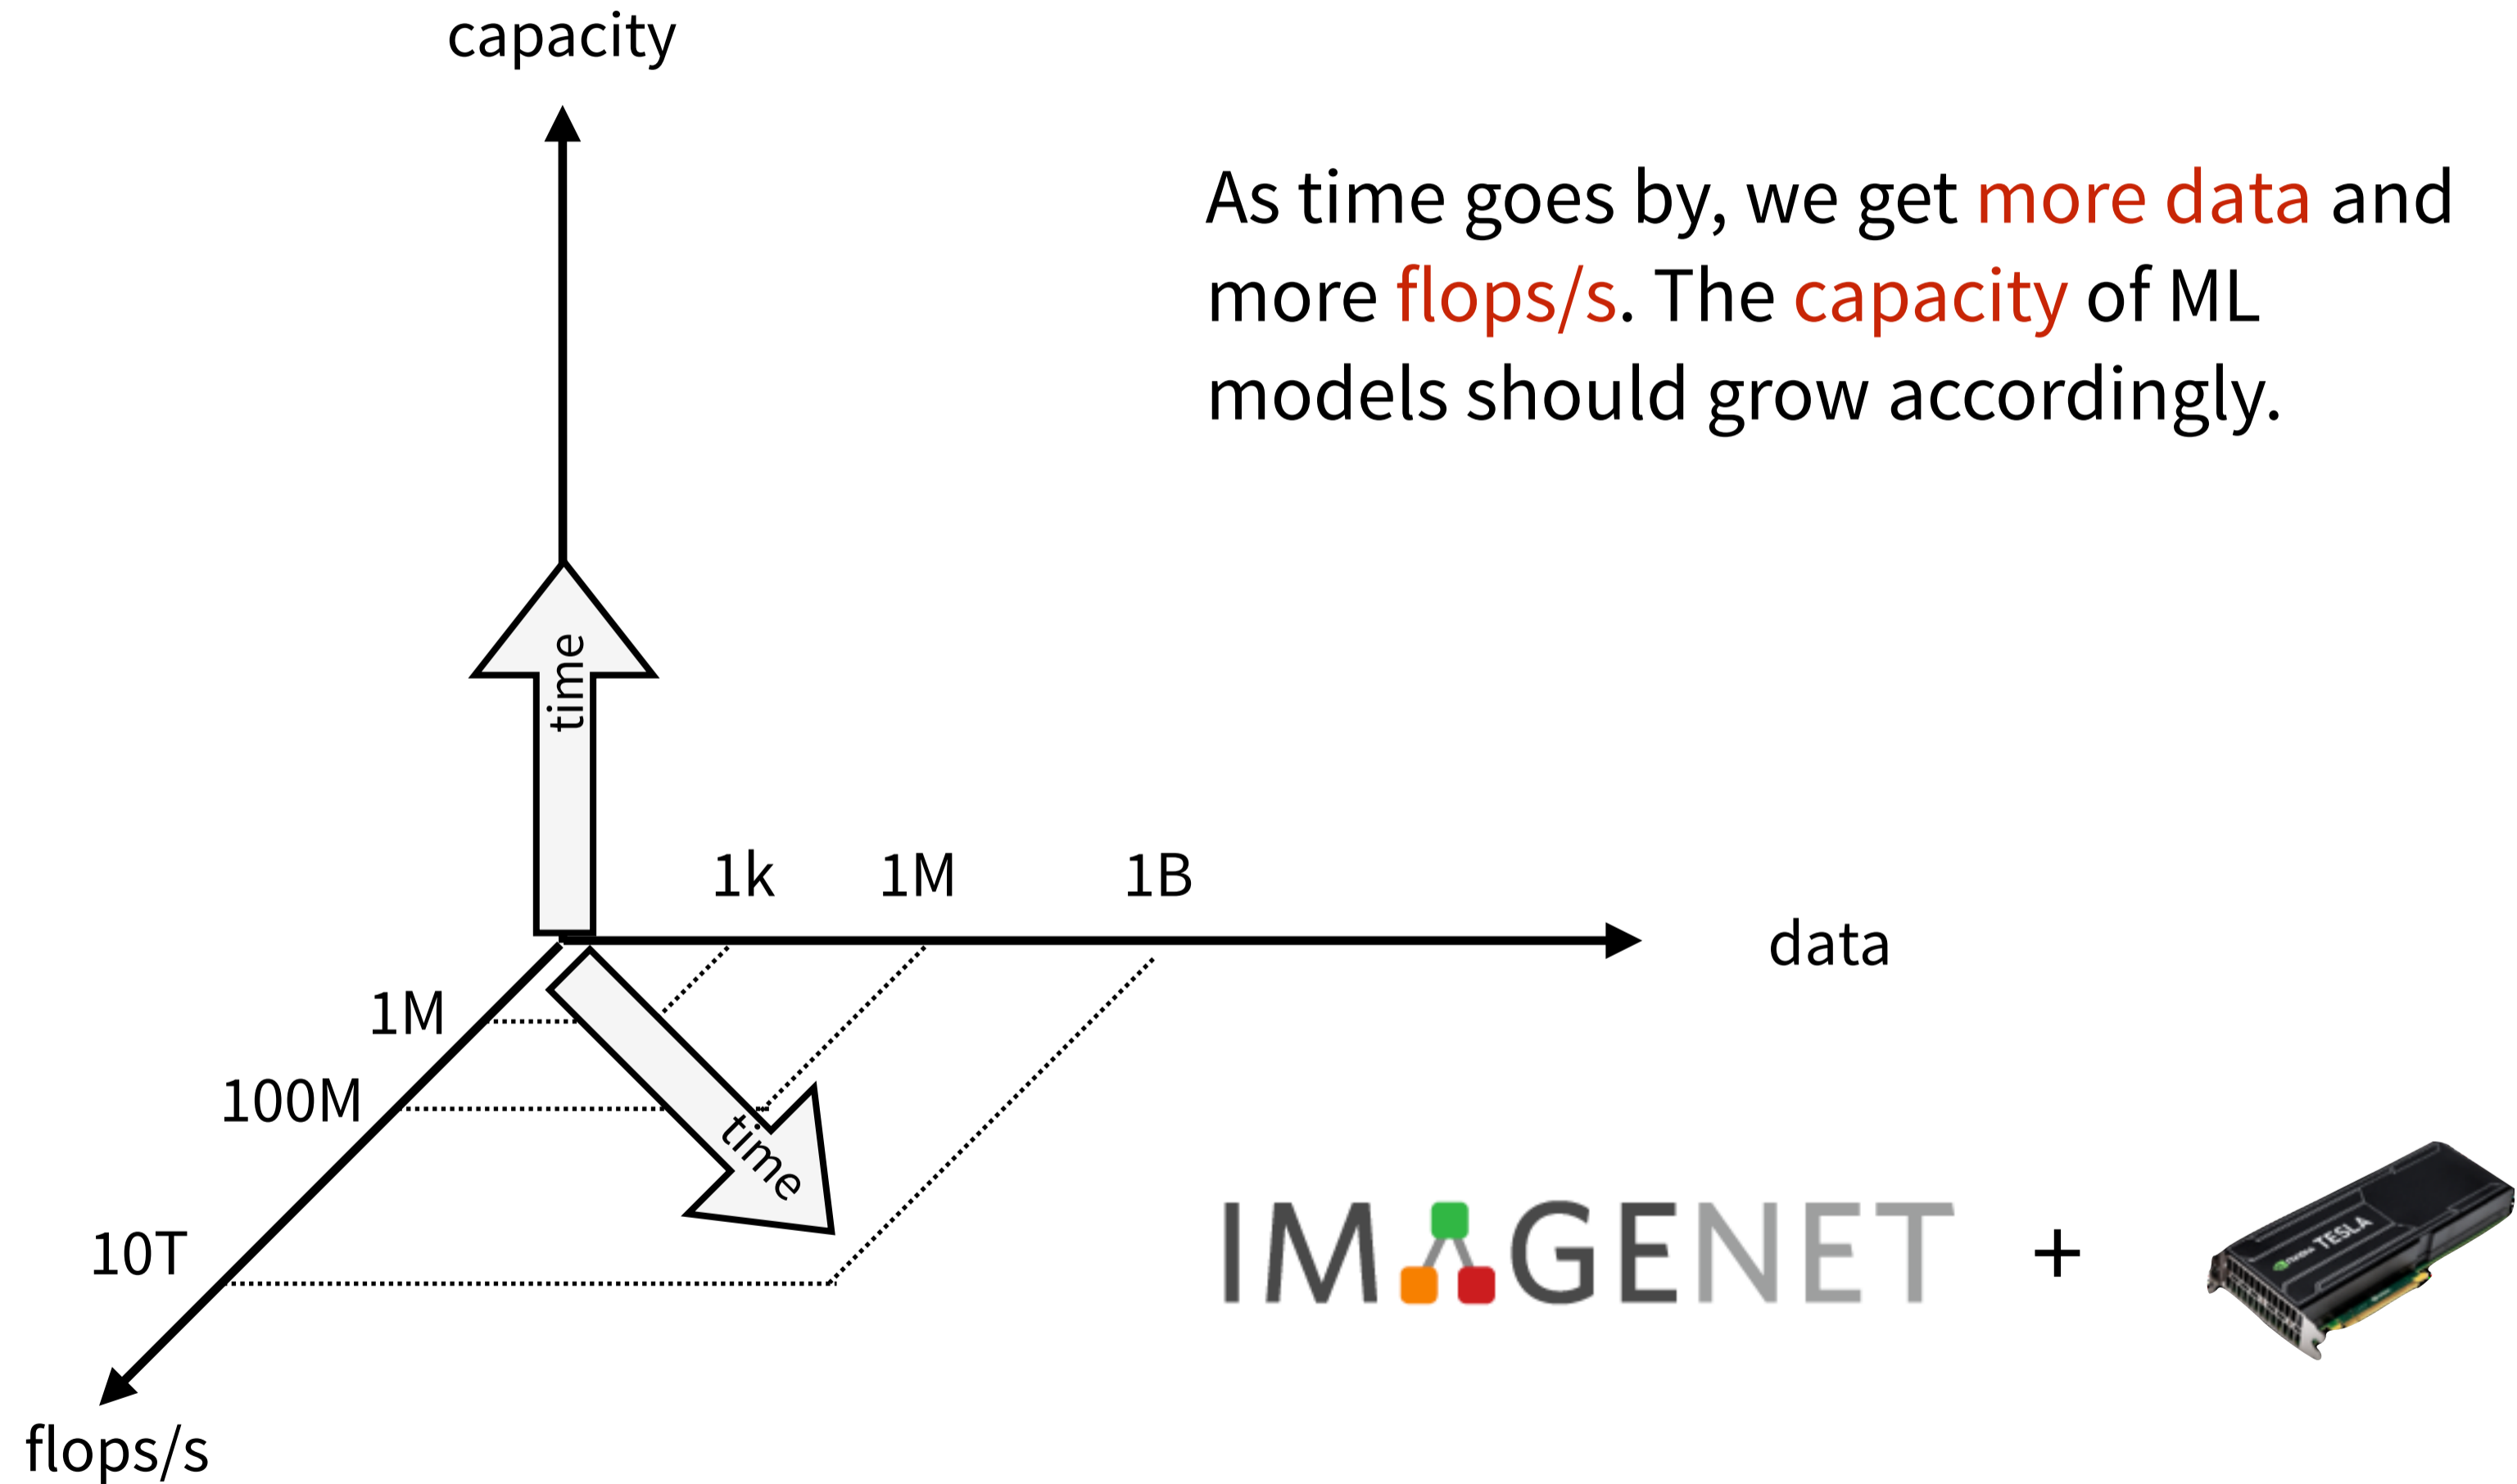 capacity
As time goes by, we get more data and
more flops/s. The capacity of ML
models should grow accordingly.
time
1k
1M
1B
data
1M
100M
time
10T
flops/s
IMAGENET
+
NVIDIA TESLA